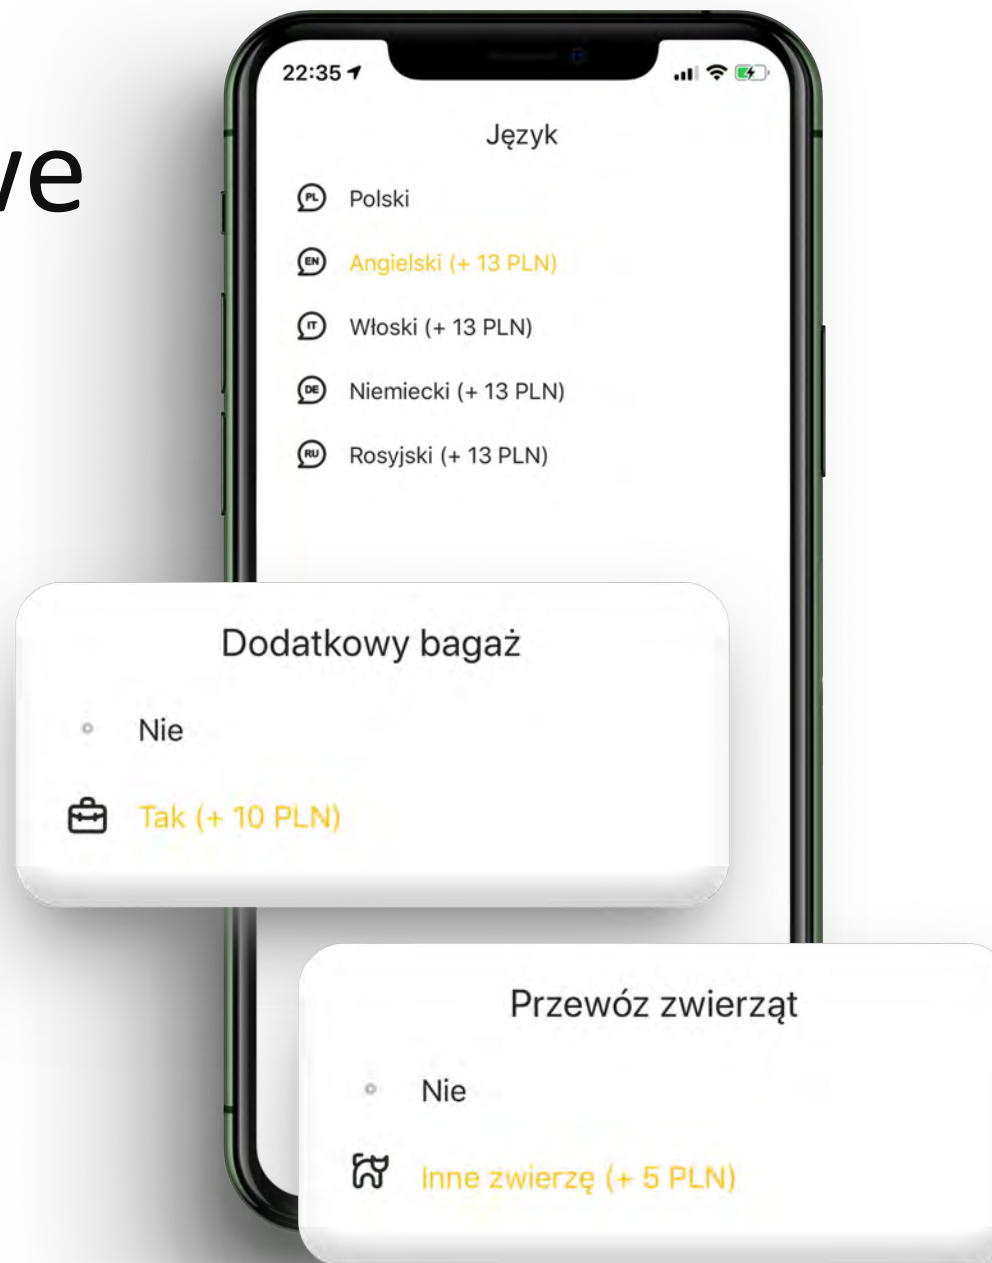 22:35
Język
PL Polski
EN Angielski (+ 13 PLN)
IT Włoski (+ 13 PLN)
DE Niemiecki (+ 13 PLN)
RU Rosyjski (+ 13 PLN)
Dodatkowy bagaż
Nie
Tak (+ 10 PLN)
Przewóz zwierząt
Nie
Inne zwierzę (+ 5 PLN)